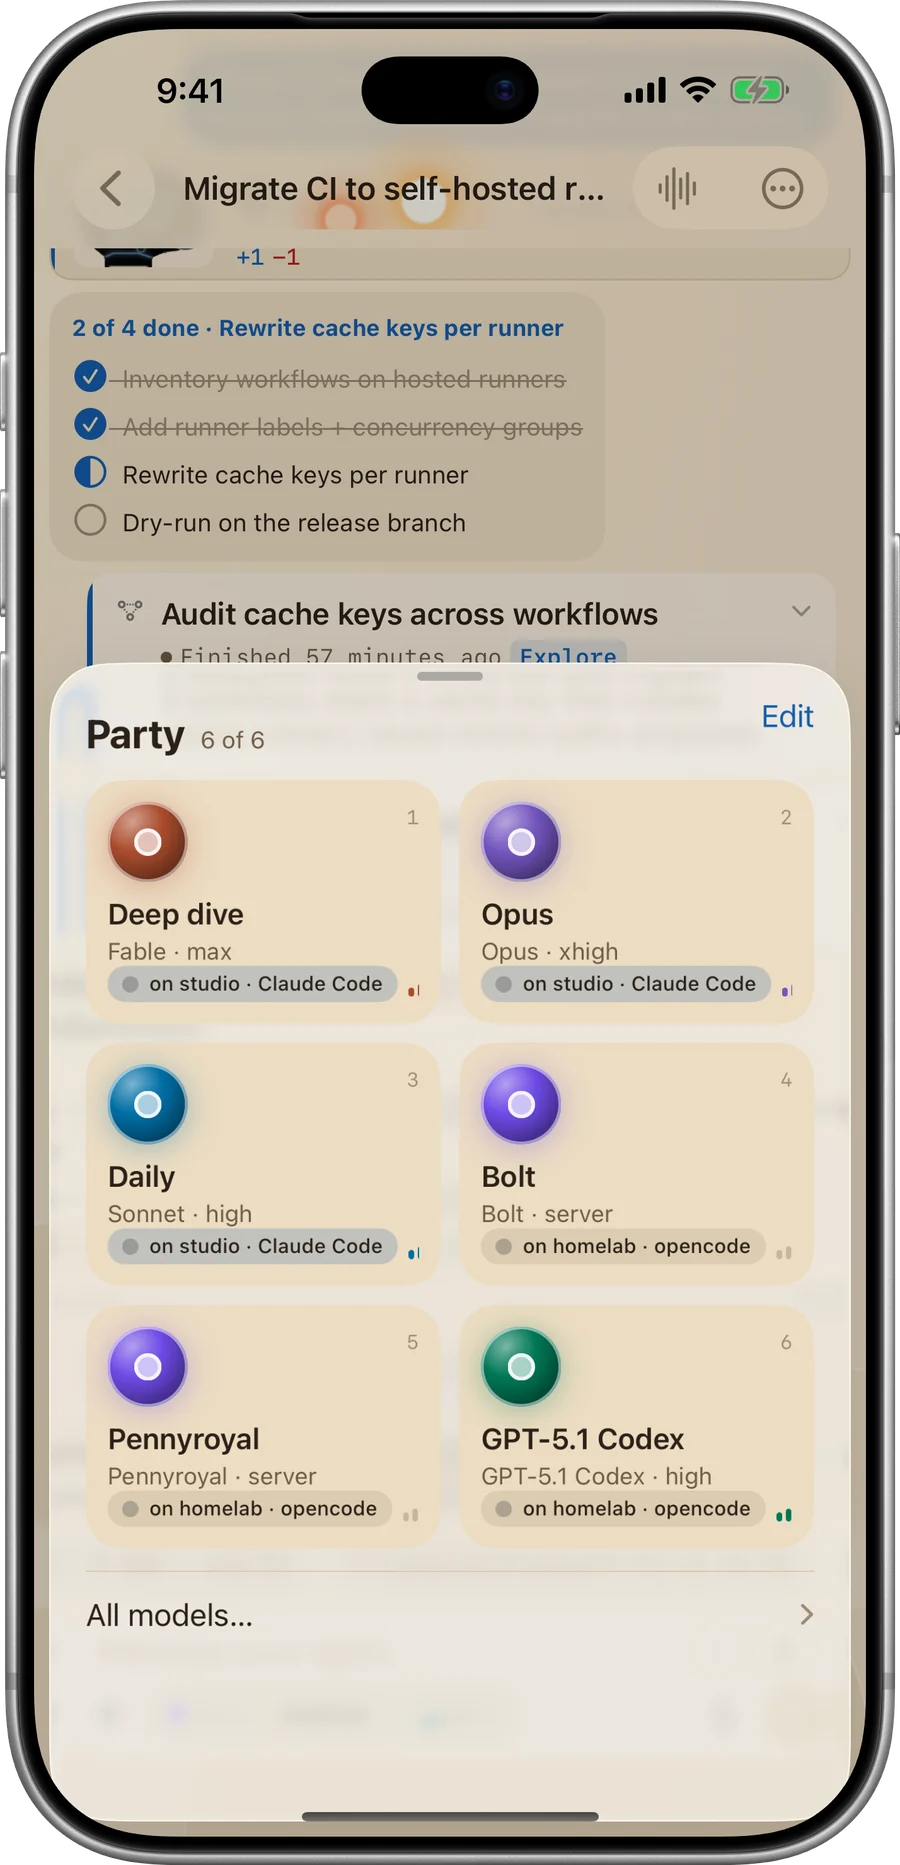 9:41
Migrate CI to self-hosted r...
+1 −1
2 of 4 done · Rewrite cache keys per runner
Inventory workflows on hosted runners
Add runner labels + concurrency groups
Rewrite cache keys per runner
Dry-run on the release branch
Audit cache keys across workflows
Finished 57 minutes ago Explore
Party 6 of 6
Edit
1
Deep dive
Fable · max
on studio · Claude Code
2
Opus
Opus · xhigh
on studio · Claude Code
3
Daily
Sonnet · high
on studio · Claude Code
4
Bolt
Bolt · server
on homelab · opencode
5
Pennyroyal
Pennyroyal · server
on homelab · opencode
6
GPT-5.1 Codex
GPT-5.1 Codex · high
on homelab · opencode
All models...